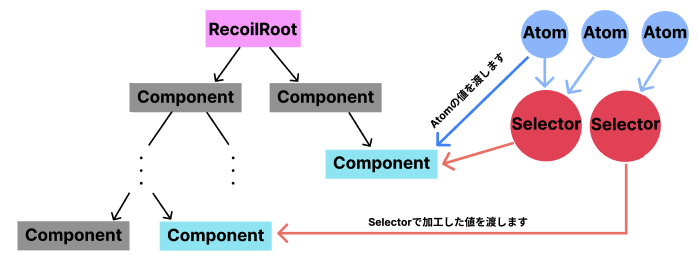 RecoilRoot
Atom
Atom
Atom
Component
Component
Atomの値を渡します
Selector
Selector
Component
Selectorで加工した値を渡します
Component
Component